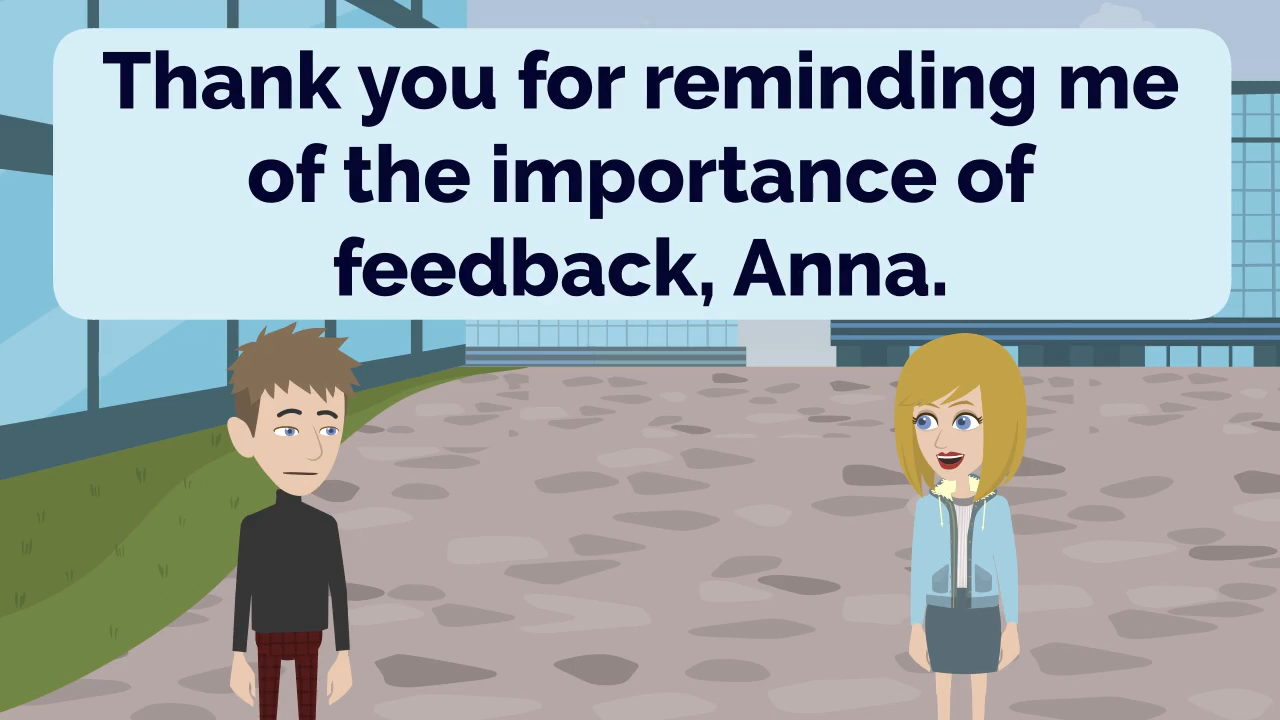 Thank you for reminding me
of the importance of
feedback, Anna.